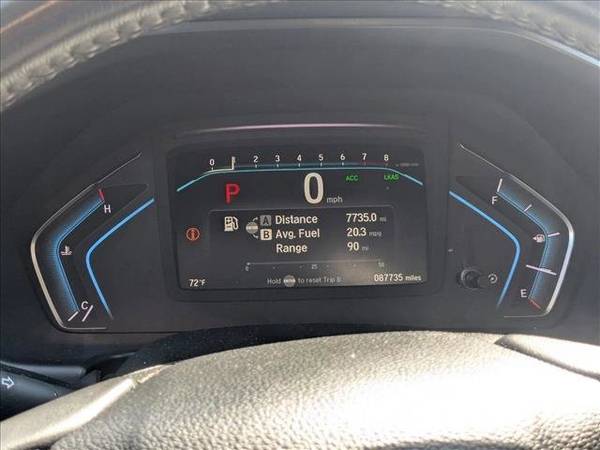 0 1 2 3 4 5 6 7 8
ACC LKAS
P 0 mph
H
F
A Distance 7735.0 mi
B Avg. Fuel 20.3 mpg
Range 90 mi
0 25 50
C
E
72°F
Hold to reset Trip B
087735 miles